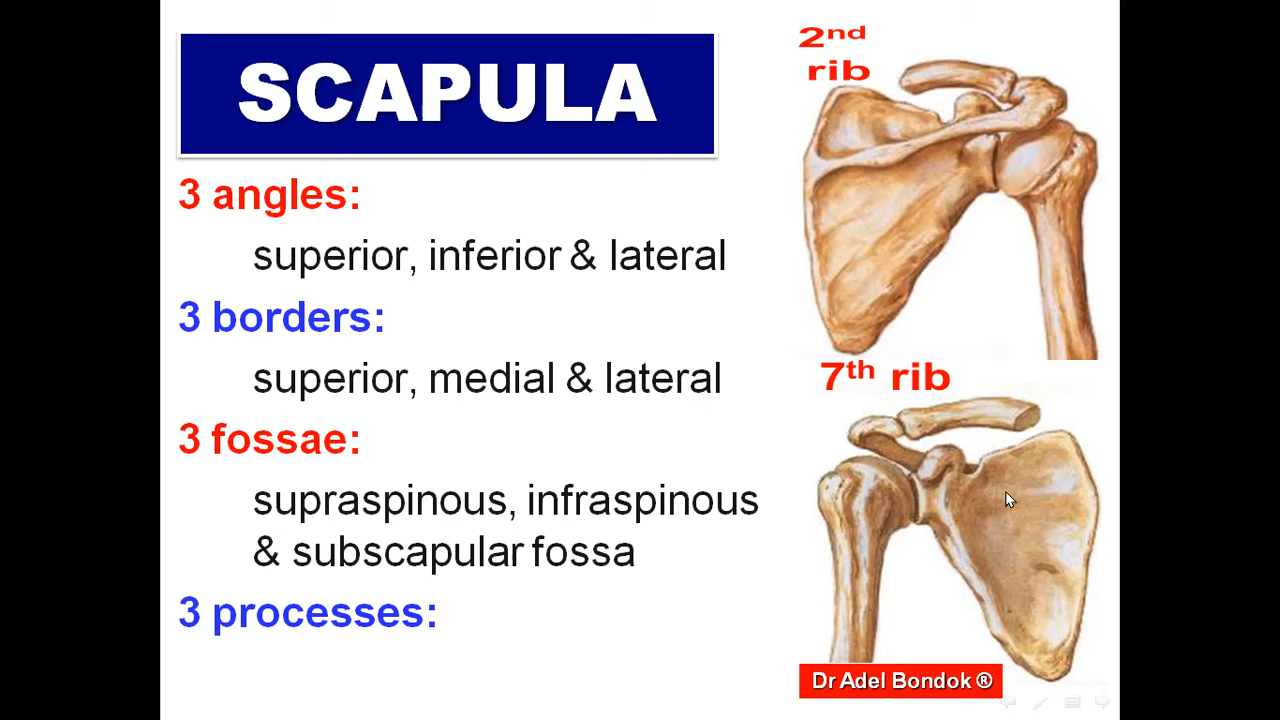 SCAPULA
3 angles:
superior, inferior & lateral
3 borders:
superior, medial & lateral
3 fossae:
supraspinous, infraspinous
& subscapular fossa
3 processes:
2nd
rib
7th rib
Dr Adel Bondok ®